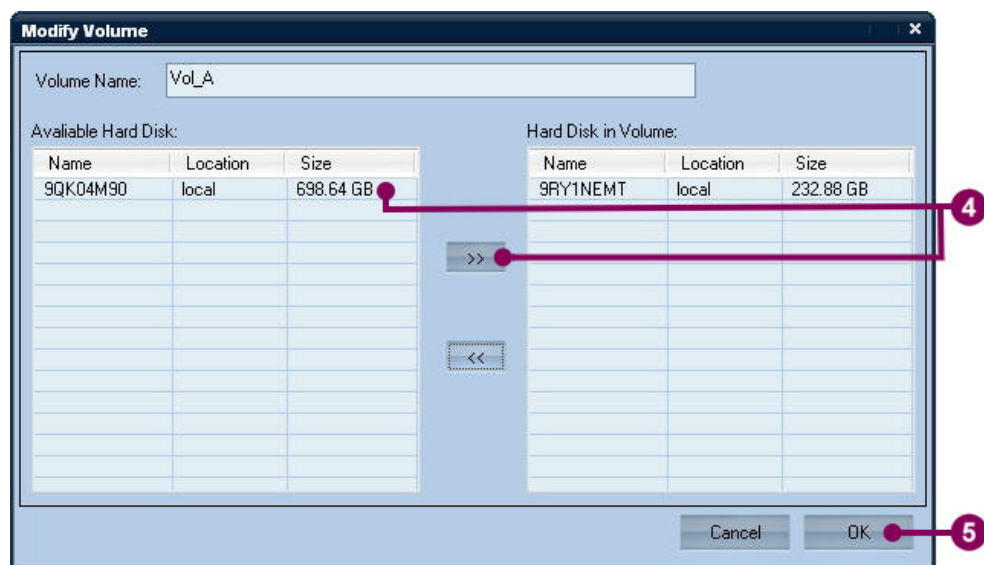 Modify Volume ×
Volume Name: Vol_A
Avaliable Hard Disk: Hard Disk in Volume:
Name Location Size Name Location Size
9QK04M90 local 698.64 GB 9RY1NEMT local 232.88 GB
4
>>
<<
Cancel OK 5